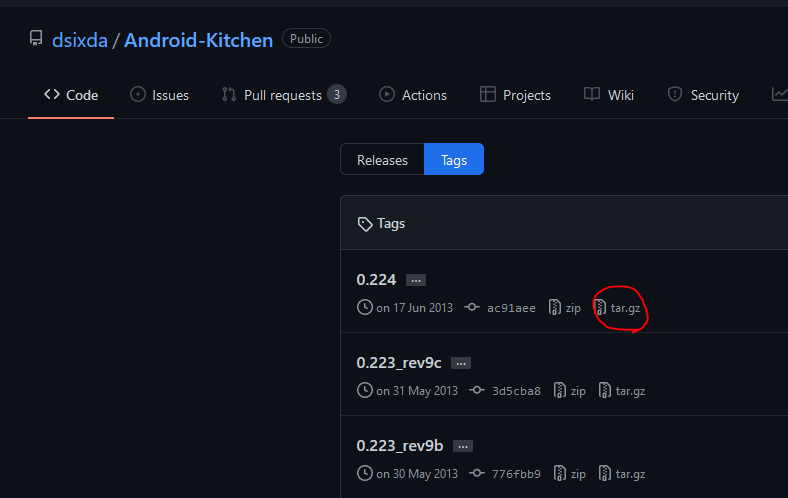 dsixda / Android-Kitchen Public
Code Issues Pull requests 3 Actions Projects Wiki Security
Releases Tags
Tags
0.224 ...
on 17 Jun 2013 ac91aee zip tar.gz
0.223_rev9c ...
on 31 May 2013 3d5cba8 zip tar.gz
0.223_rev9b ...
on 30 May 2013 776fbb9 zip tar.gz